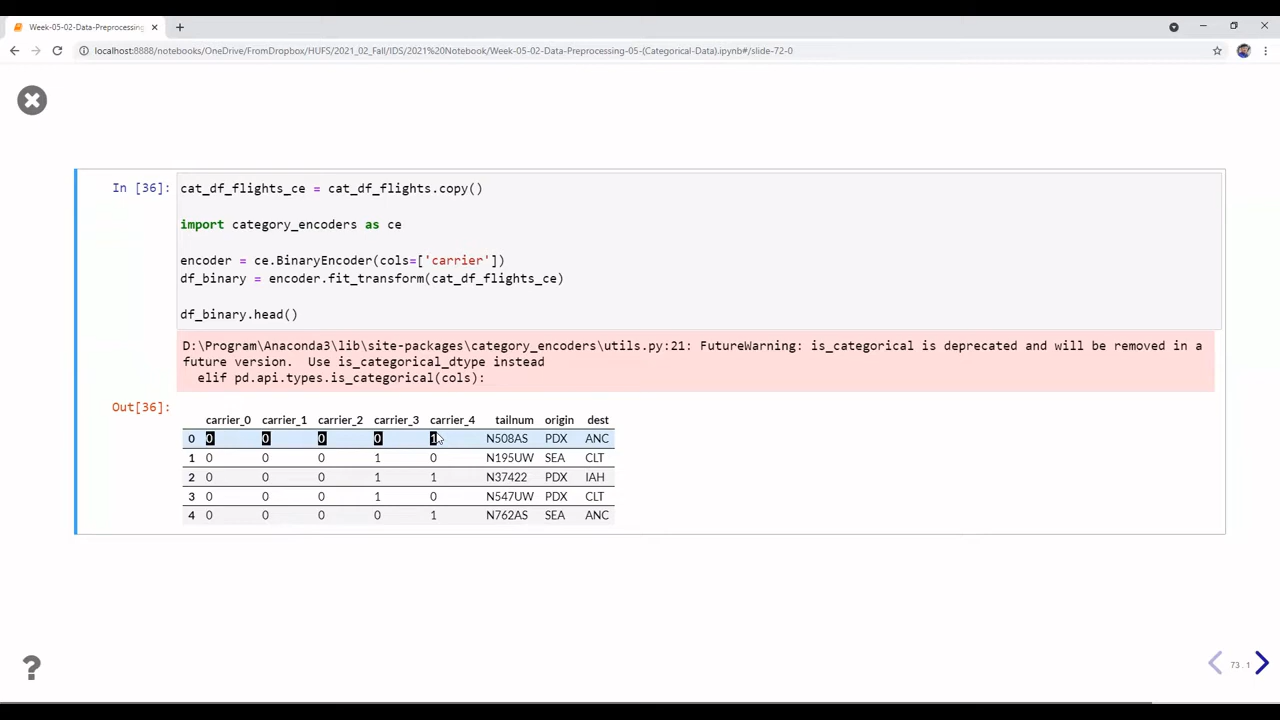 Week-05-02-Data-Preprocessing-
localhost:8888/notebooks/OneDrive/FromDropbox/HUFS/2021_02_Fall/IDS/2021%20Notebook/Week-05-02-Data-Preprocessing-05-(Categorical-Data).ipynb#/slide-72-0
In [36]: cat_df_flights_ce = cat_df_flights.copy()
import category_encoders as ce
encoder = ce.BinaryEncoder(cols=['carrier'])
df_binary = encoder.fit_transform(cat_df_flights_ce)
df_binary.head()
D:\Program\Anaconda3\lib\site-packages\category_encoders\utils.py:21: FutureWarning: is_categorical is deprecated and will be removed in a
future version.  Use is_categorical_dtype instead
elif pd.api.types.is_categorical(cols):
Out[36]:
carrier_0 carrier_1 carrier_2 carrier_3 carrier_4 tailnum origin dest
0 0 0 0 0 1 N508AS PDX ANC
1 0 0 0 1 0 N195UW SEA CLT
2 0 0 0 1 1 N37422 PDX IAH
3 0 0 0 1 0 N547UW PDX CLT
4 0 0 0 0 1 N762AS SEA ANC
?
73.1